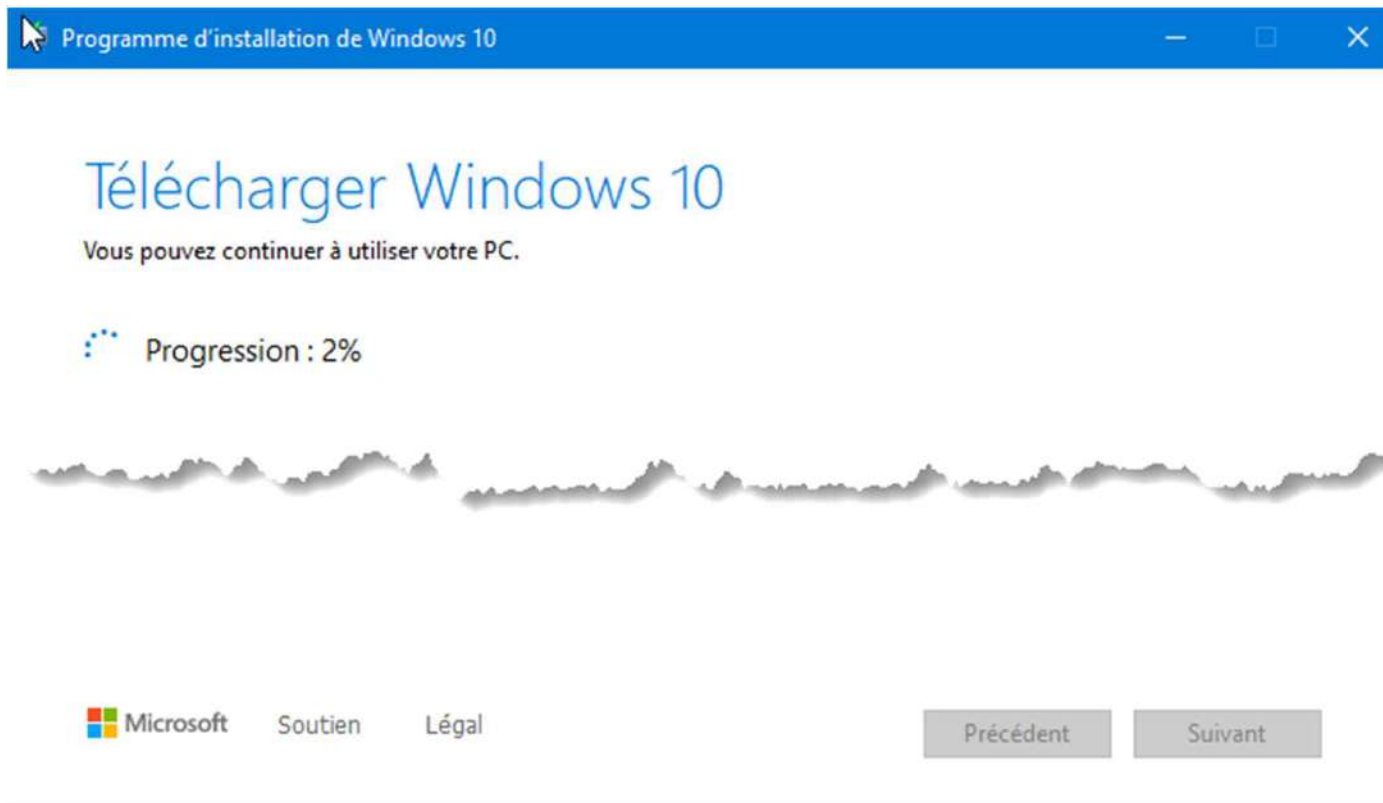 Programme d'installation de Windows 10
Télécharger Windows 10
Vous pouvez continuer à utiliser votre PC.
Progression : 2%
Microsoft Soutien Légal Précédent Suivant